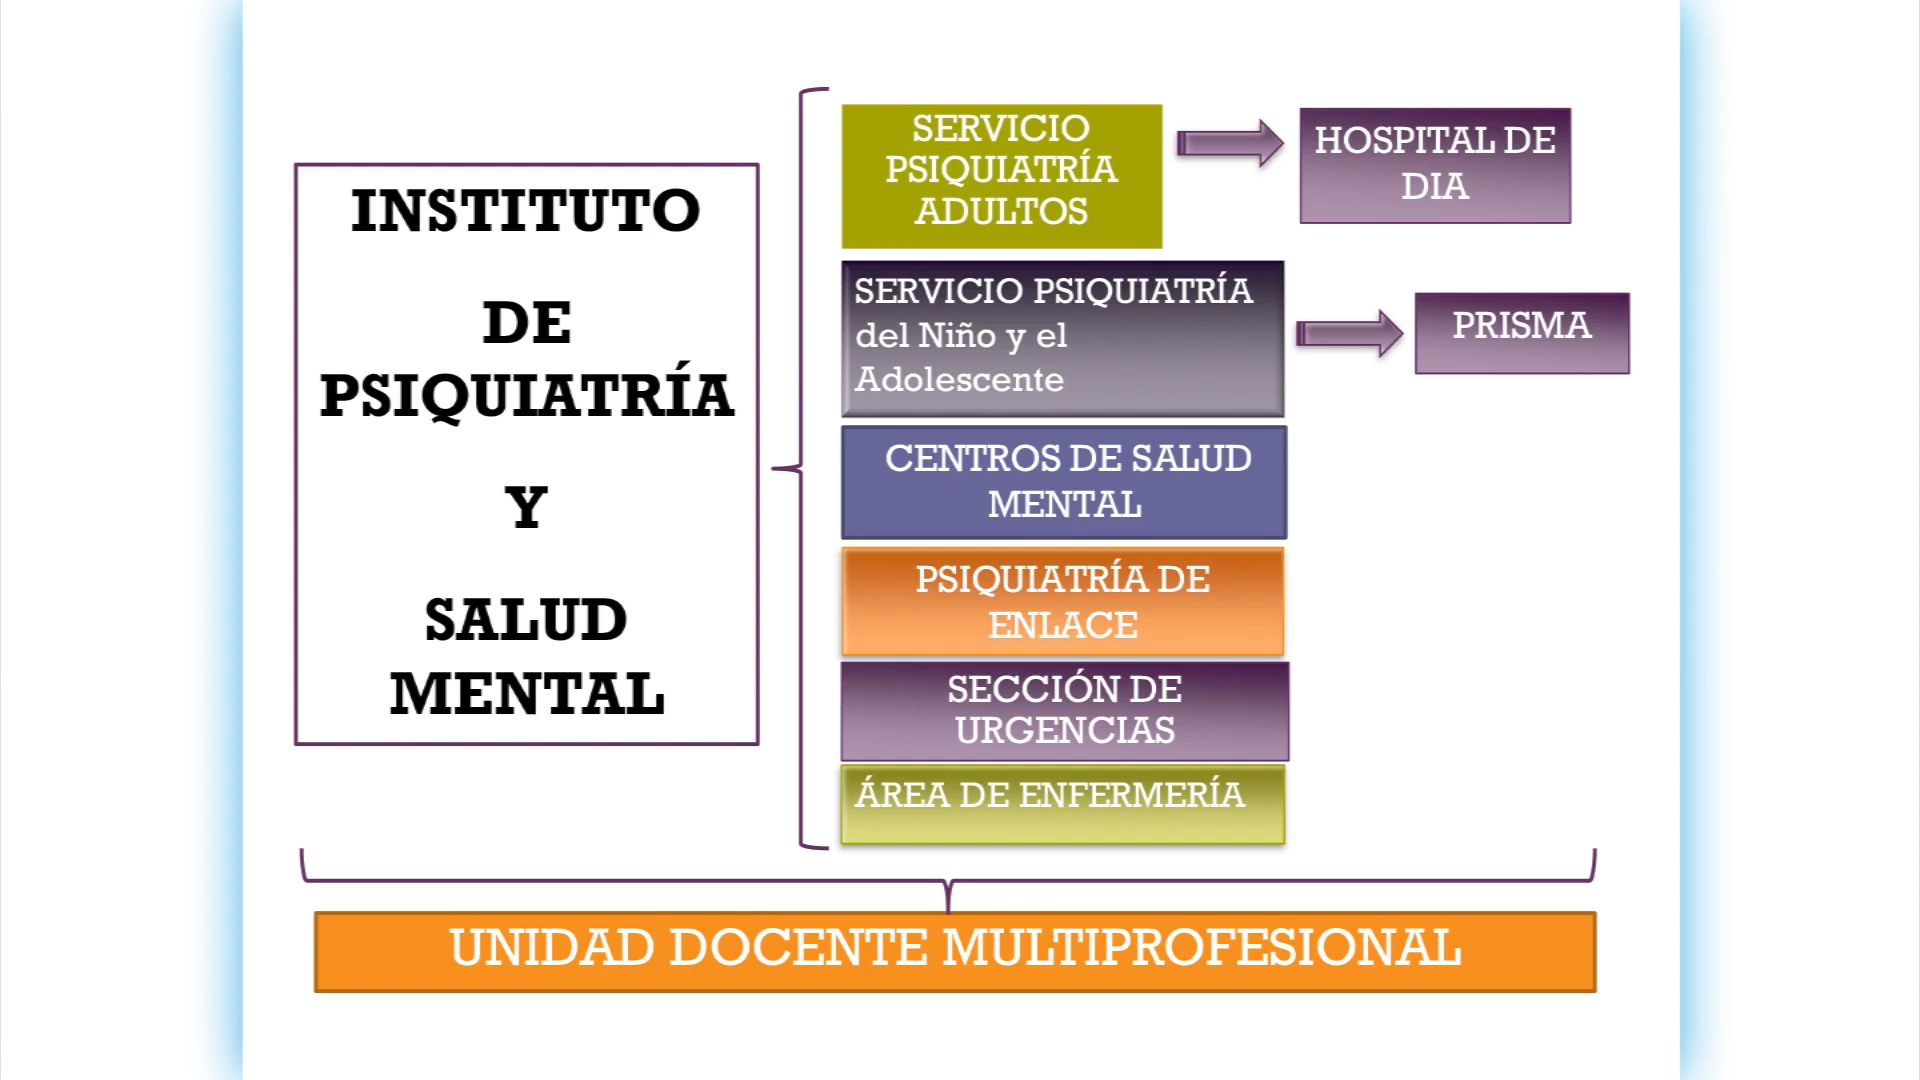 INSTITUTO
DE
PSIQUIATRÍA
Y
SALUD
MENTAL
SERVICIO
PSIQUIATRÍA
ADULTOS
HOSPITAL DE
DIA
SERVICIO PSIQUIATRÍA
del Niño y el
Adolescente
PRISMA
CENTROS DE SALUD
MENTAL
PSIQUIATRÍA DE
ENLACE
SECCIÓN DE
URGENCIAS
ÁREA DE ENFERMERÍA
UNIDAD DOCENTE MULTIPROFESIONAL